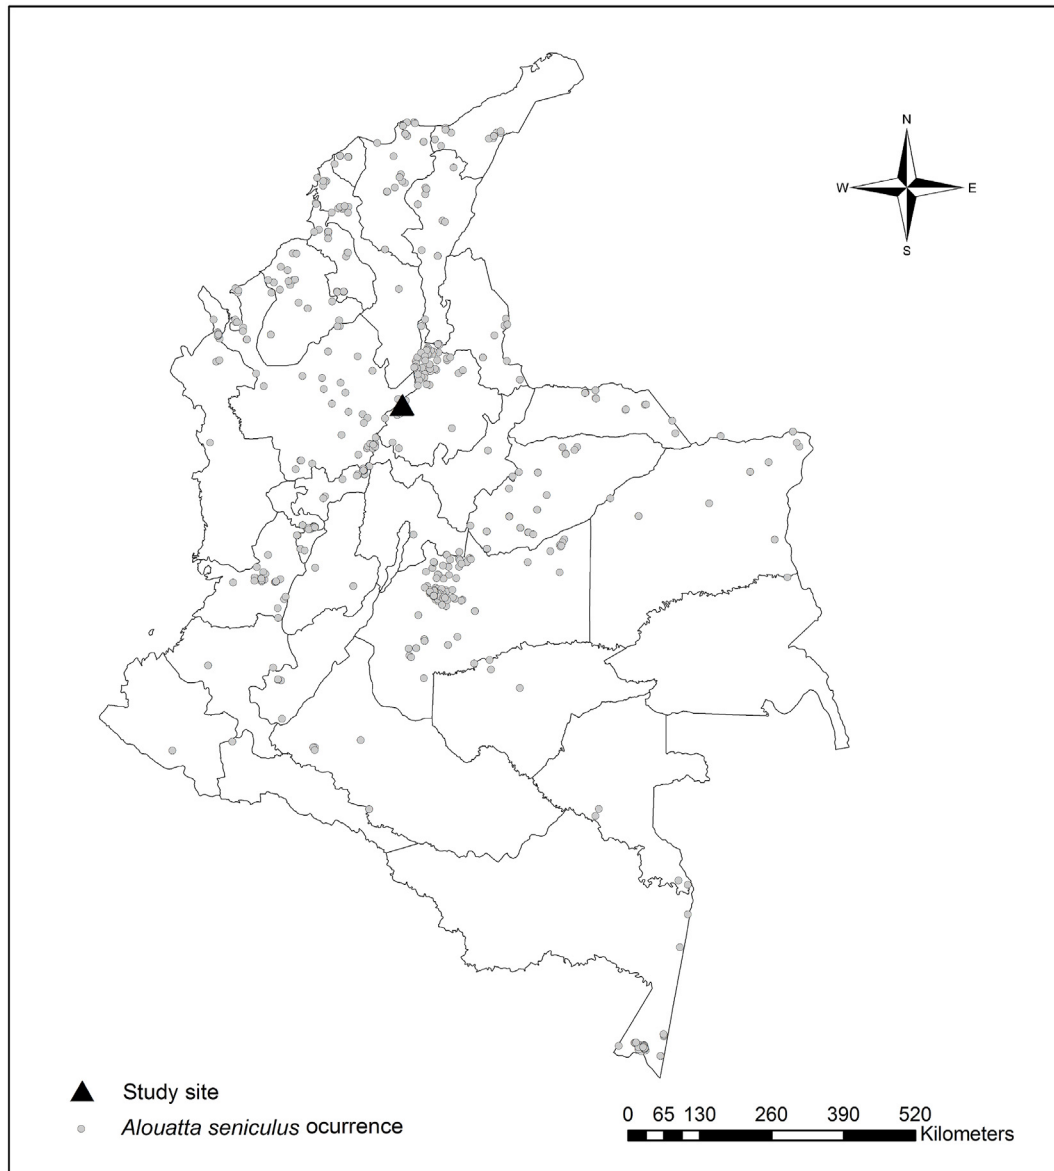 N
W E
S
Study site
Alouatta seniculus ocurrence
0 65 130 260 390 520
Kilometers